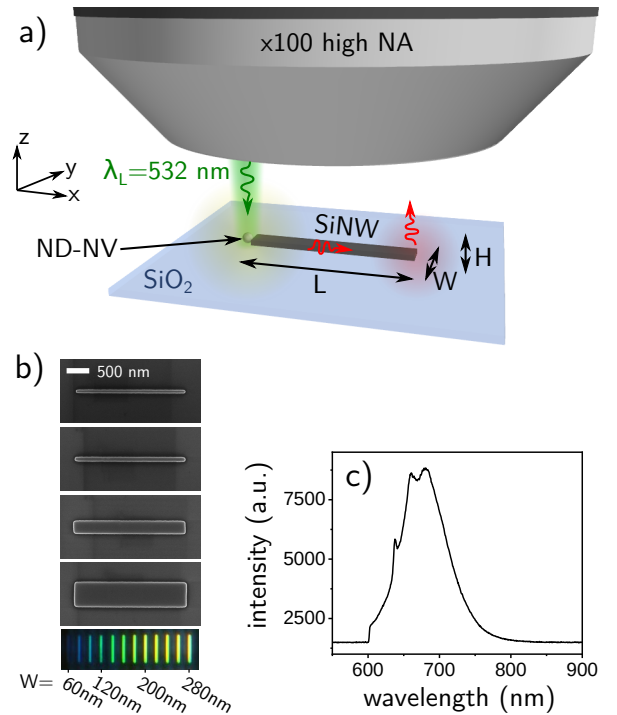 a)
x100 high NA
z
y
x
λL=532 nm
SiNW
ND-NV
H
W
L
SiO2
b)
500 nm
W=
60nm
120nm
200nm
280nm
c)
intensity (a.u.)
7500
5000
2500
600
700
800
900
wavelength (nm)